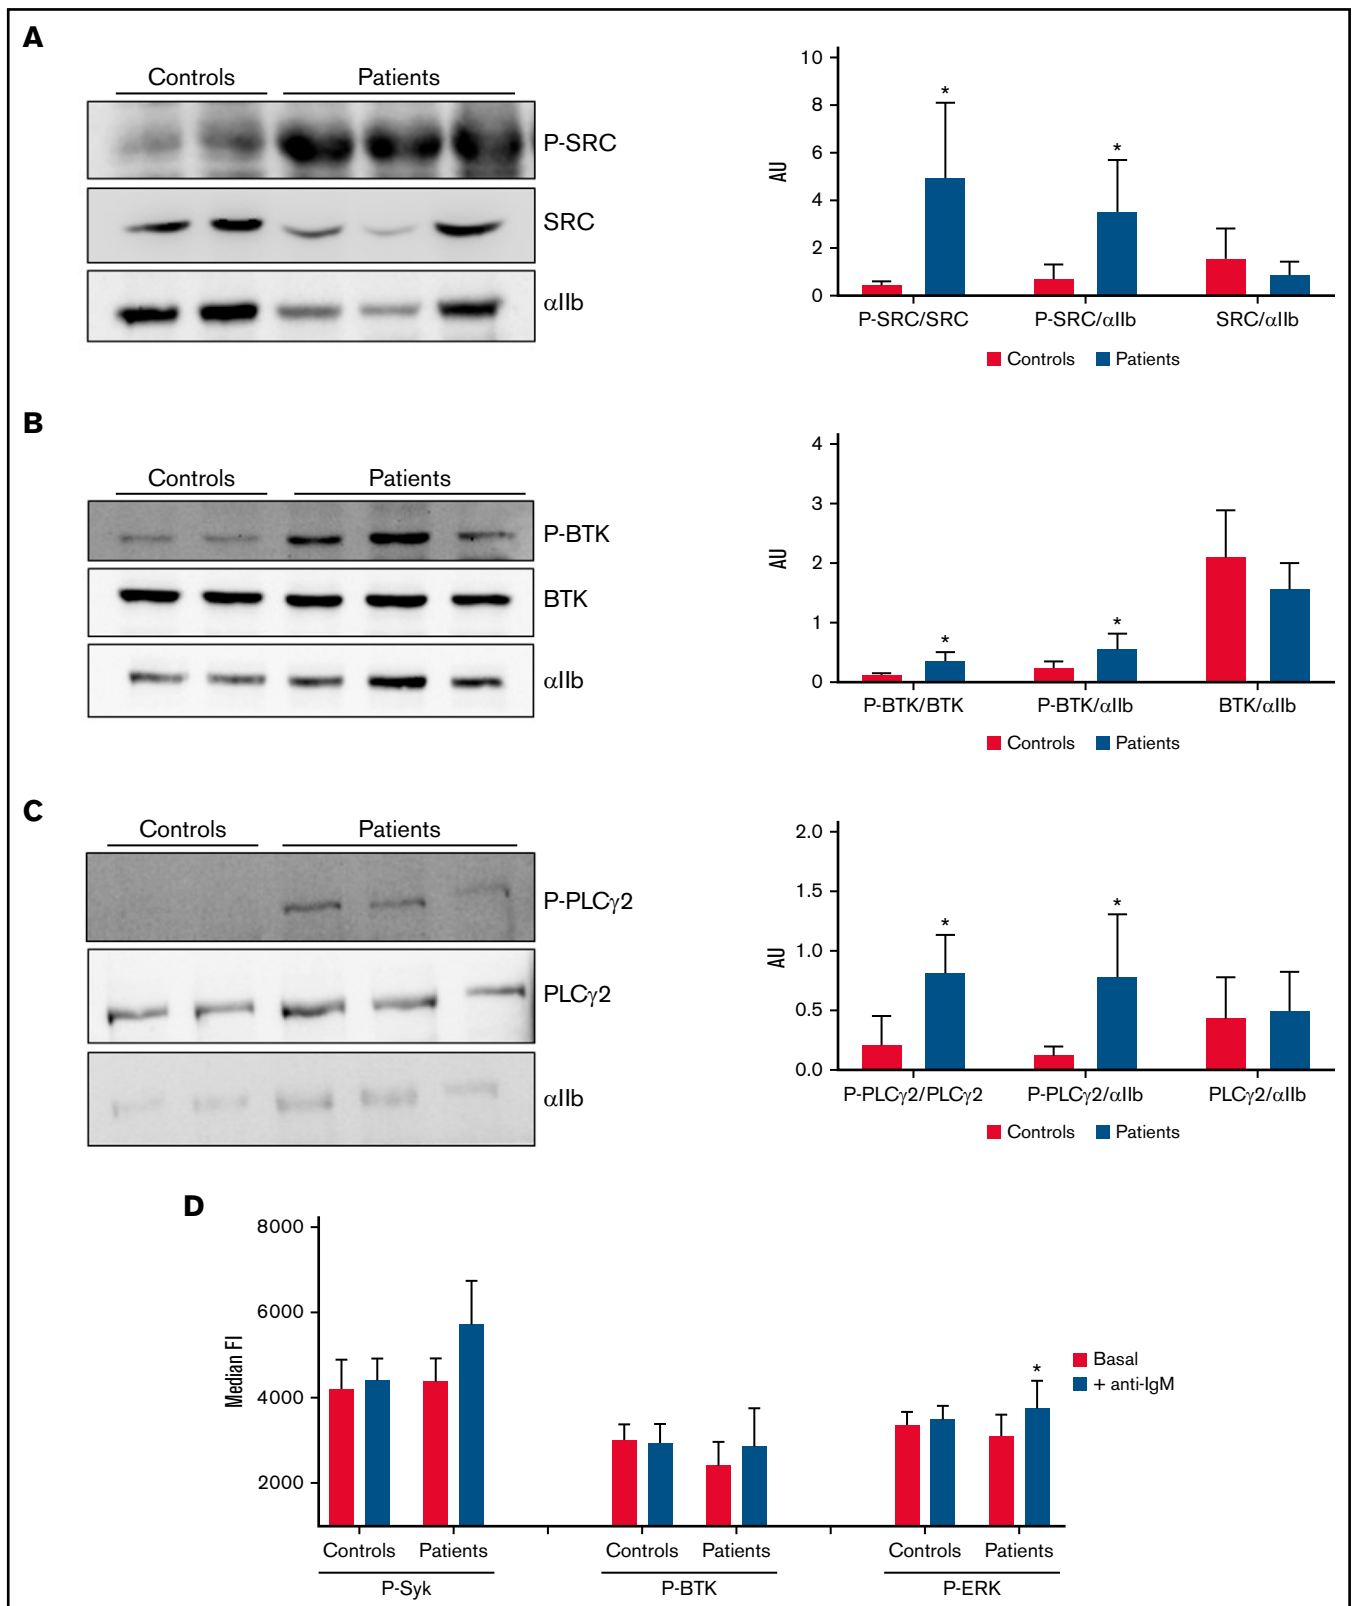 A
Controls Patients
P-SRC
SRC
αIIb
10
8
6
4
2
0
AU
* *
P-SRC/SRC P-SRC/αIIb SRC/αIIb
Controls Patients
B
Controls Patients
P-BTK
BTK
αIIb
4
3
2
1
0
AU
* *
P-BTK/BTK P-BTK/αIIb BTK/αIIb
Controls Patients
C
Controls Patients
P-PLCγ2
PLCγ2
αIIb
2.0
1.5
1.0
0.5
0.0
AU
* *
P-PLCγ2/PLCγ2 P-PLCγ2/αIIb PLCγ2/αIIb
Controls Patients
D
8000
6000
4000
2000
Median FI
*
Basal
+ anti-IgM
Controls Patients Controls Patients Controls Patients
P-Syk P-BTK P-ERK